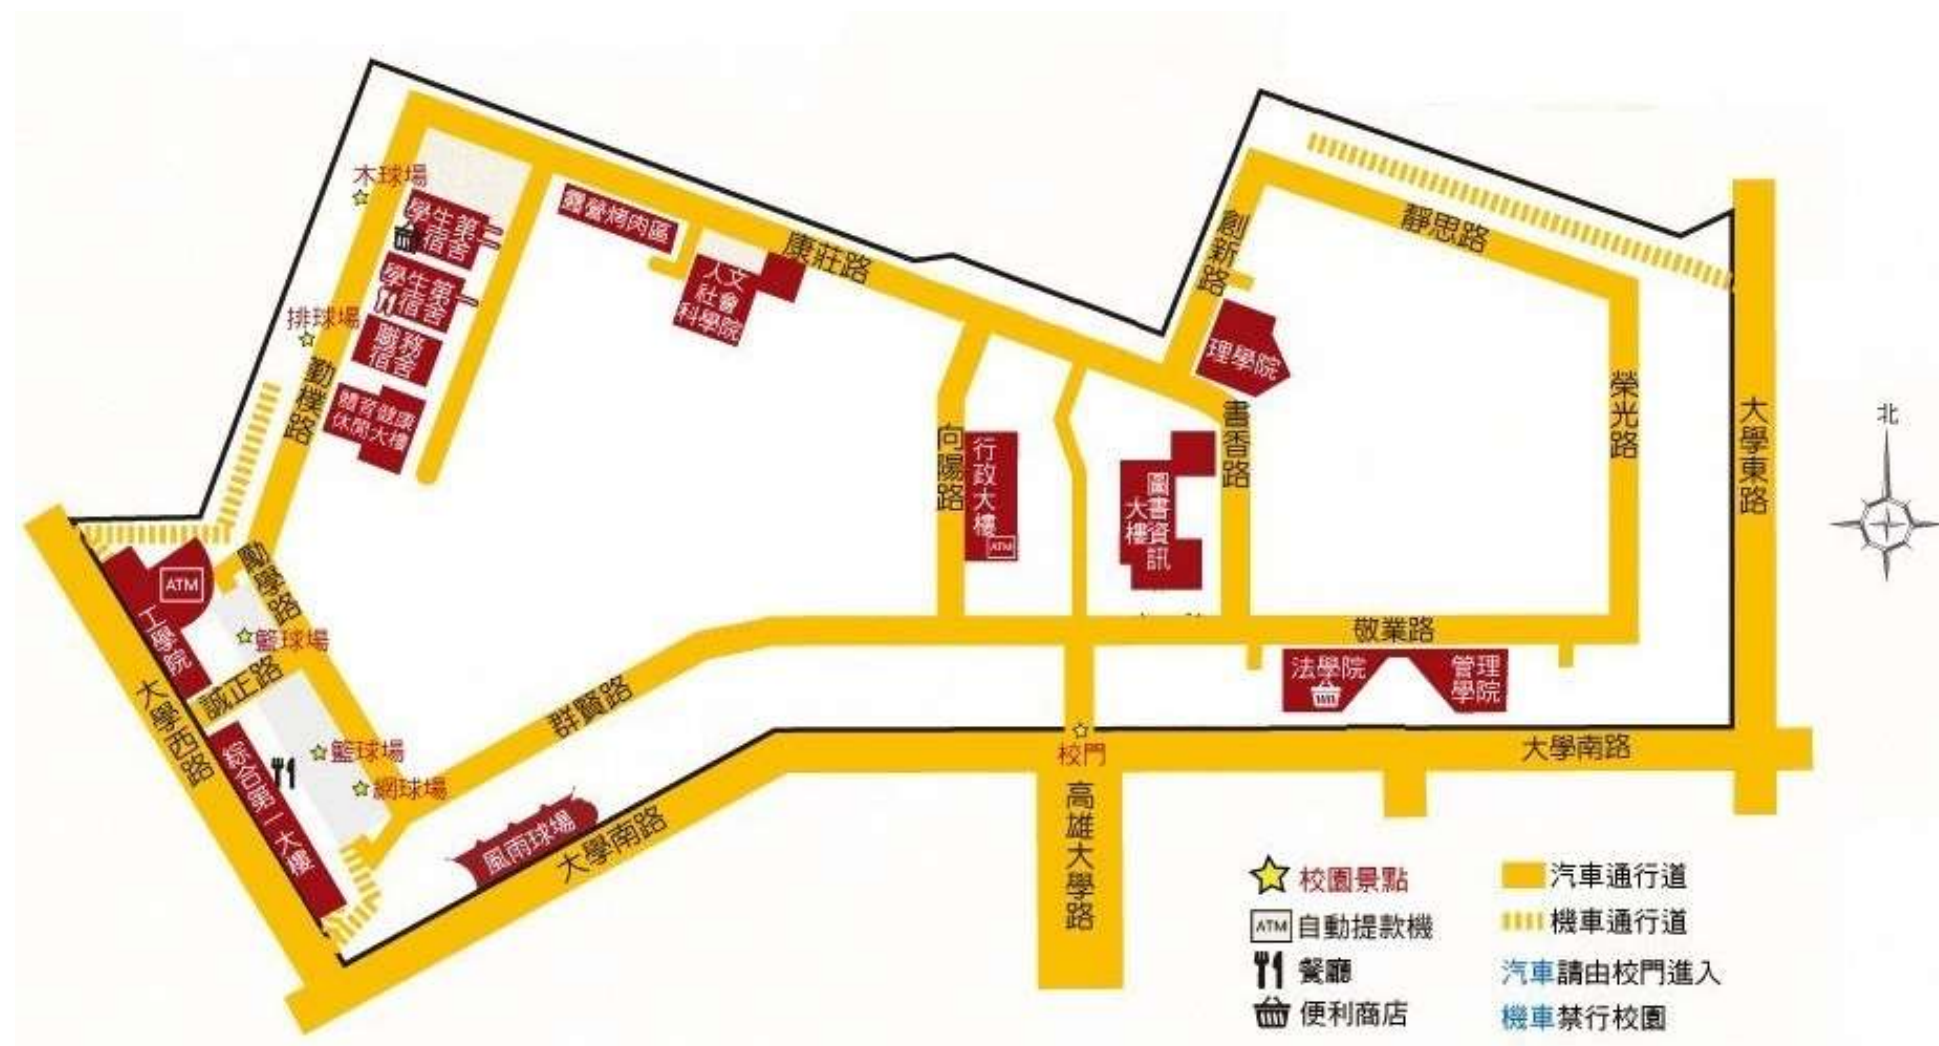 木球場
學生第
宿舍
露營烤肉區
人文
社會
科學院
康莊路
創新路
靜思路
學生第
宿舍
排球場
職務
宿舍
勤樸路
體育健康
休閒大樓
理學院
向陽路
行政大樓
ATM
圖書資訊
大樓
書香路
榮光路
大學東路
北
ATM
工學院
勵學路
籃球場
誠正路
大學西路
敬業路
法學院
管理
學院
群賢路
籃球場
網球場
綜合第一大樓
風雨球場
大學南路
校門
大學南路
高雄大學路
校園景點
ATM 自動提款機
餐廳
便利商店
汽車通行道
機車通行道
汽車請由校門進入
機車禁行校園